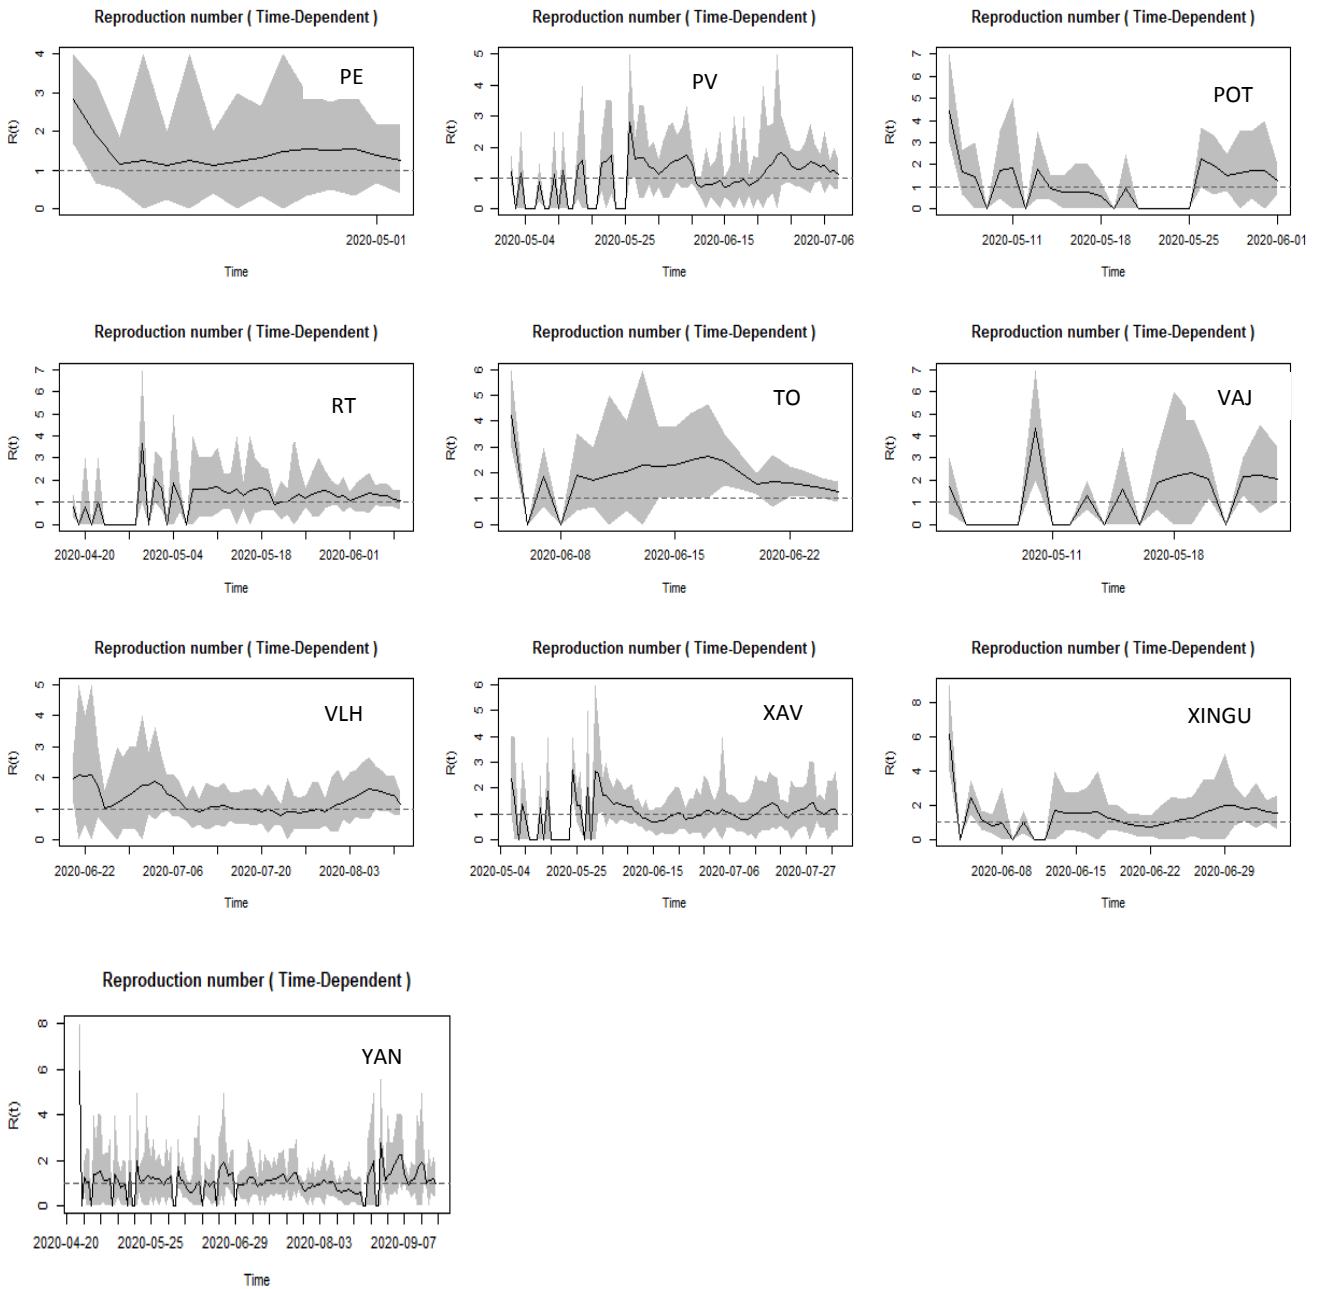 Reproduction number ( Time-Dependent ) Reproduction number ( Time-Dependent ) Reproduction number ( Time-Dependent )
PE
R(t)
0 1 2 3 4
2020-05-01
Time
PV
R(t)
0 1 2 3 4 5
2020-05-04 2020-05-25 2020-06-15 2020-07-06
Time
POT
R(t)
0 1 2 3 4 5 6 7
2020-05-11 2020-05-18 2020-05-25 2020-06-01
Time
Reproduction number ( Time-Dependent ) Reproduction number ( Time-Dependent ) Reproduction number ( Time-Dependent )
RT
R(t)
0 1 2 3 4 5 6 7
2020-04-20 2020-05-04 2020-05-18 2020-06-01
Time
TO
R(t)
0 1 2 3 4 5 6
2020-06-08 2020-06-15 2020-06-22
Time
VAJ
R(t)
0 1 2 3 4 5 6 7
2020-05-11 2020-05-18
Time
Reproduction number ( Time-Dependent ) Reproduction number ( Time-Dependent ) Reproduction number ( Time-Dependent )
VLH
R(t)
0 1 2 3 4 5
2020-06-22 2020-07-06 2020-07-20 2020-08-03
Time
XAV
R(t)
0 1 2 3 4 5 6
2020-05-04 2020-05-25 2020-06-15 2020-07-06 2020-07-27
Time
XINGU
R(t)
0 2 4 6 8
2020-06-08 2020-06-15 2020-06-22 2020-06-29
Time
Reproduction number ( Time-Dependent )
YAN
R(t)
0 2 4 6 8
2020-04-20 2020-05-25 2020-06-29 2020-08-03 2020-09-07
Time